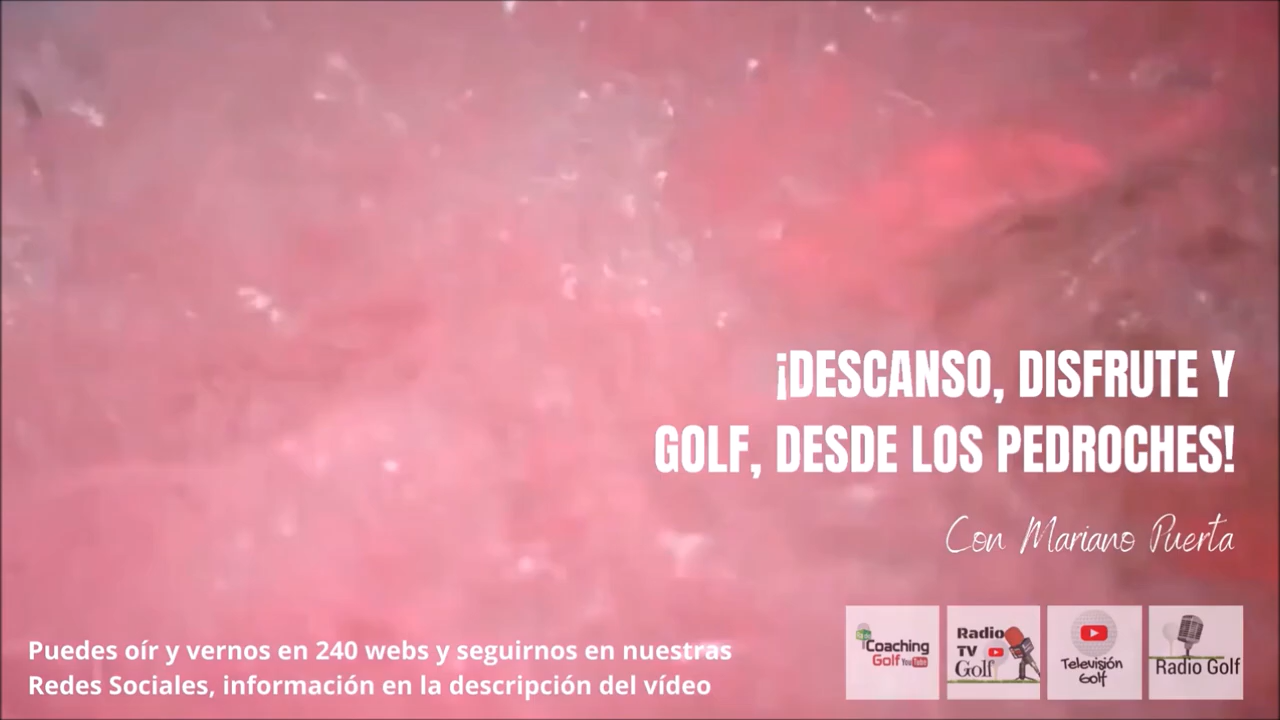 ¡DESCANSO, DISFRUTE Y
GOLF, DESDE LOS PEDROCHES!
Con Mariano Puerta
Puedes oír y vernos en 240 webs y seguirnos en nuestras
Redes Sociales, información en la descripción del vídeo
Coaching
Golf YouTube
Radio
TV
Golf
Televisión
Golf
Radio Golf